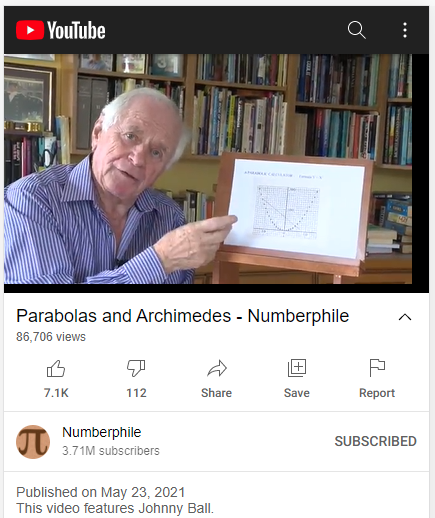 YouTube
Parabolas and Archimedes - Numberphile
86,706 views
7.1K
112
Share
Save
Report
Numberphile
3.71M subscribers
SUBSCRIBED
Published on May 23, 2021
This video features Johnny Ball.